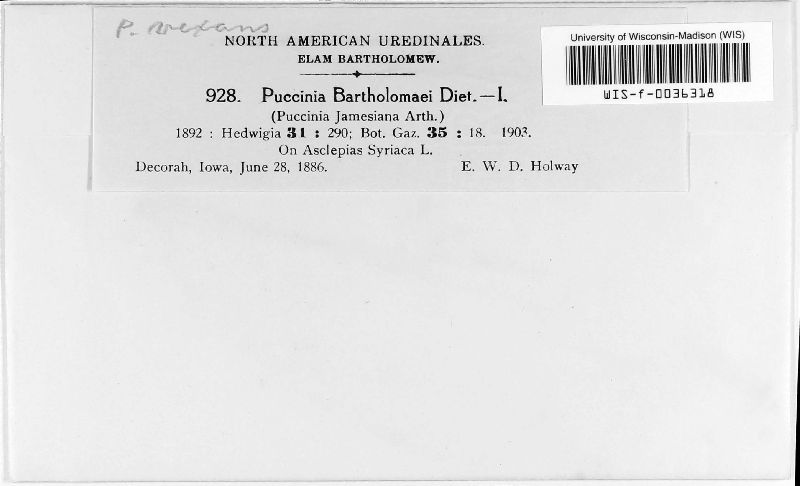 P. vexans
NORTH AMERICAN UREDINALES.
ELAM BARTHOLOMEW.
928. Puccinia Bartholomaei Diet.—I.
(Puccinia Jamesiana Arth.)
1892 : Hedwigia 31 : 290; Bot. Gaz. 35 : 18. 1903.
On Asclepias Syriaca L.
Decorah, Iowa, June 28, 1886. E. W. D. Holway
University of Wisconsin-Madison (WIS)
WIS-f-0036318